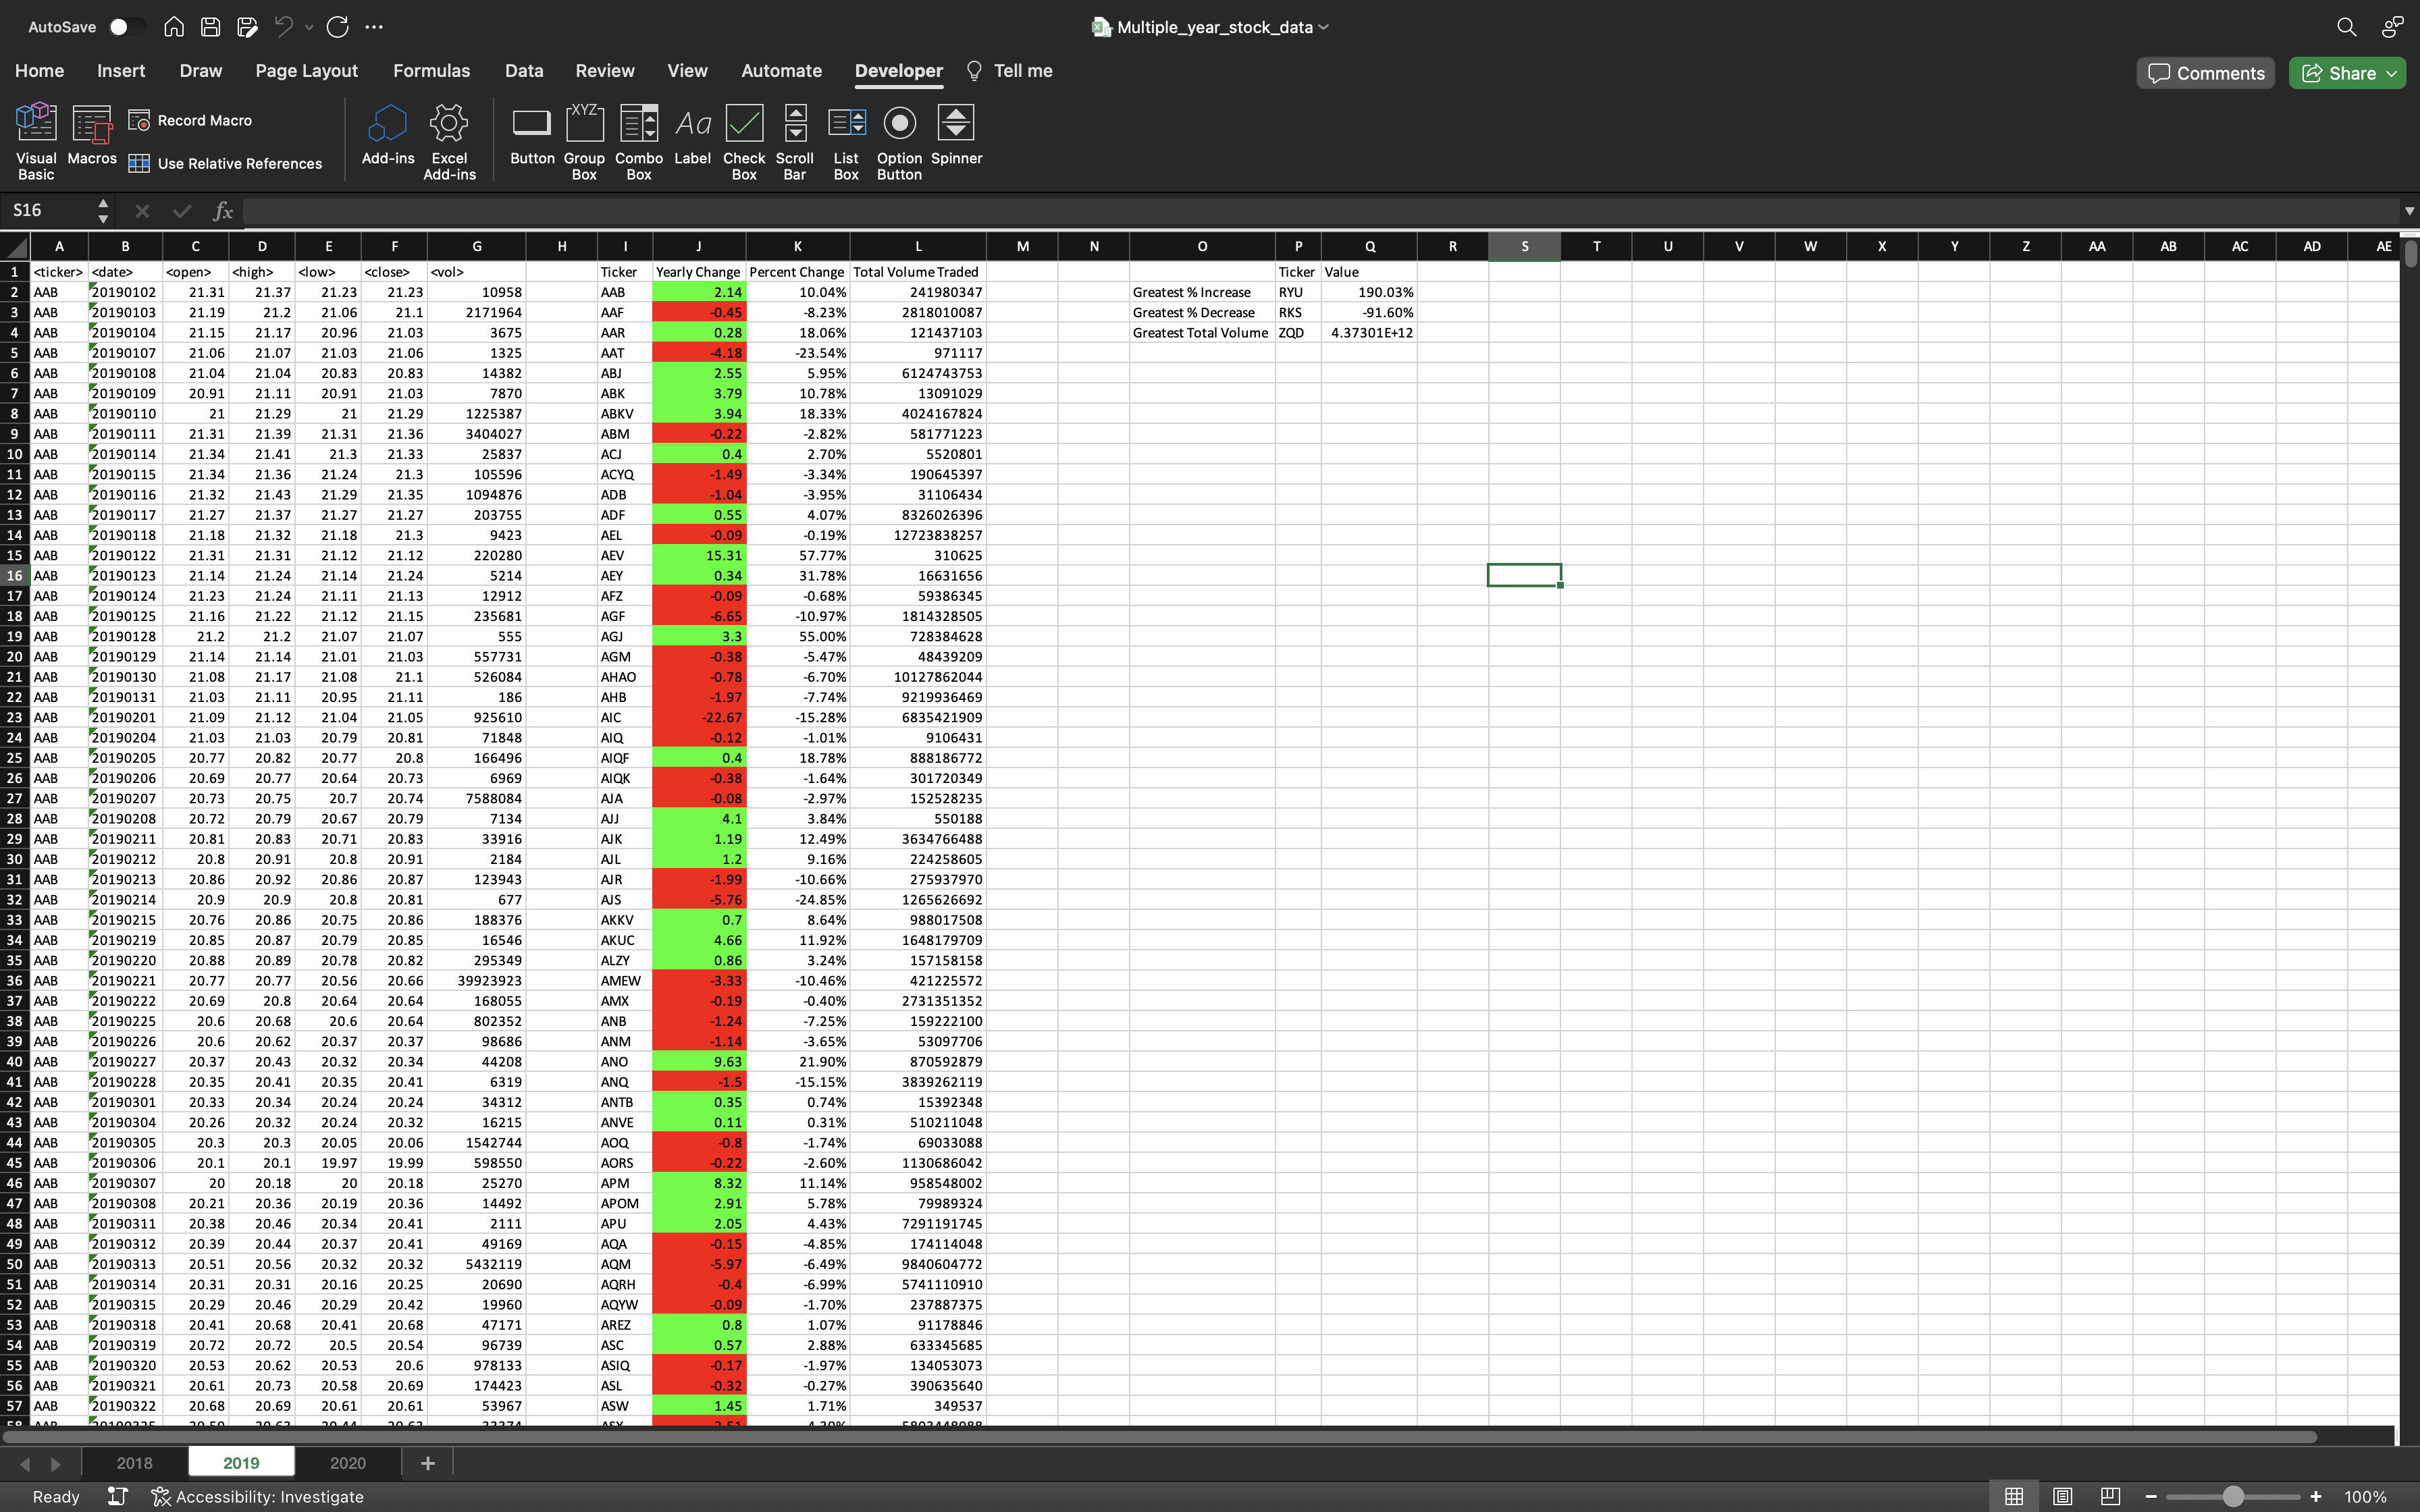 AutoSave
Multiple_year_stock_data
Home Insert Draw Page Layout Formulas Data Review View Automate Developer Tell me
Comments Share
Visual Basic
Macros
Record Macro
Use Relative References
Add-ins
Excel Add-ins
Button
XYZ
Group Box
Combo Box
Aa
Label
Check Box
Scroll Bar
List Box
Option Button
Spinner
S16 fx
A B C D E F G H I J K L M N O P Q R S T U V W X Y Z AA AB AC AD AE
1 <ticker> <date> <open> <high> <low> <close> <vol> Ticker Yearly Change Percent Change Total Volume Traded Ticker Value
2 AAB 20190102 21.31 21.37 21.23 21.23 10958 AAB 2.14 10.04% 241980347 Greatest % Increase RYU 190.03%
3 AAB 20190103 21.19 21.2 21.06 21.1 2171964 AAF -0.45 -8.23% 2818010087 Greatest % Decrease RKS -91.60%
4 AAB 20190104 21.15 21.17 20.96 21.03 3675 AAR 0.28 18.06% 121437103 Greatest Total Volume ZQD 4.37301E+12
5 AAB 20190107 21.06 21.07 21.03 21.06 1325 AAT -4.18 -23.54% 971117
6 AAB 20190108 21.04 21.04 20.83 20.83 14382 ABJ 2.55 5.95% 6124743753
7 AAB 20190109 20.91 21.11 20.91 21.03 7870 ABK 3.79 10.78% 13091029
8 AAB 20190110 21 21.29 21 21.29 1225387 ABKV 3.94 18.33% 4024167824
9 AAB 20190111 21.31 21.39 21.31 21.36 3404027 ABM -0.22 -2.82% 581771223
10 AAB 20190114 21.34 21.41 21.3 21.33 25837 ACJ 0.4 2.70% 5520801
11 AAB 20190115 21.34 21.36 21.24 21.3 105596 ACYQ -1.49 -3.34% 190645397
12 AAB 20190116 21.32 21.43 21.29 21.35 1094876 ADB -1.04 -3.95% 31106434
13 AAB 20190117 21.27 21.37 21.27 21.27 203755 ADF 0.55 4.07% 8326026396
14 AAB 20190118 21.18 21.32 21.18 21.3 9423 AEL -0.09 -0.19% 12723838257
15 AAB 20190122 21.31 21.31 21.12 21.12 220280 AEV 15.31 57.77% 310625
16 AAB 20190123 21.14 21.24 21.14 21.24 5214 AEY 0.34 31.78% 16631656
17 AAB 20190124 21.23 21.24 21.11 21.13 12912 AFZ -0.09 -0.68% 59386345
18 AAB 20190125 21.16 21.22 21.12 21.15 235681 AGF -6.65 -10.97% 1814328505
19 AAB 20190128 21.2 21.2 21.07 21.07 555 AGJ 3.3 55.00% 728384628
20 AAB 20190129 21.14 21.14 21.01 21.03 557731 AGM -0.38 -5.47% 48439209
21 AAB 20190130 21.08 21.17 21.08 21.1 526084 AHAO -0.78 -6.70% 10127862044
22 AAB 20190131 21.03 21.11 20.95 21.11 186 AHB -1.97 -7.74% 9219936469
23 AAB 20190201 21.09 21.12 21.04 21.05 925610 AIC -22.67 -15.28% 6835421909
24 AAB 20190204 21.03 21.03 20.79 20.81 71848 AIQ -0.12 -1.01% 9106431
25 AAB 20190205 20.77 20.82 20.77 20.8 166496 AIQF 0.4 18.78% 888186772
26 AAB 20190206 20.69 20.77 20.64 20.73 6969 AIQK -0.38 -1.64% 301720349
27 AAB 20190207 20.73 20.75 20.7 20.74 7588084 AJA -0.08 -2.97% 152528235
28 AAB 20190208 20.72 20.79 20.67 20.79 7134 AJJ 4.1 3.84% 550188
29 AAB 20190211 20.81 20.83 20.71 20.83 33916 AJK 1.19 12.49% 3634766488
30 AAB 20190212 20.8 20.91 20.8 20.91 2184 AJL 1.2 9.16% 224258605
31 AAB 20190213 20.86 20.92 20.86 20.87 123943 AJR -1.99 -10.66% 275937970
32 AAB 20190214 20.9 20.9 20.8 20.81 677 AJS -5.76 -24.85% 1265626692
33 AAB 20190215 20.76 20.86 20.75 20.86 188376 AKKV 0.7 8.64% 988017508
34 AAB 20190219 20.85 20.87 20.79 20.85 16546 AKUC 4.66 11.92% 1648179709
35 AAB 20190220 20.88 20.89 20.78 20.82 295349 ALZY 0.86 3.24% 157158158
36 AAB 20190221 20.77 20.77 20.56 20.66 39923923 AMEW -3.33 -10.46% 421225572
37 AAB 20190222 20.69 20.8 20.64 20.64 168055 AMX -0.19 -0.40% 2731351352
38 AAB 20190225 20.6 20.68 20.6 20.64 802352 ANB -1.24 -7.25% 159222100
39 AAB 20190226 20.6 20.62 20.37 20.37 98686 ANM -1.14 -3.65% 53097706
40 AAB 20190227 20.37 20.43 20.32 20.34 44208 ANO 9.63 21.90% 870592879
41 AAB 20190228 20.35 20.41 20.35 20.41 6319 ANQ -1.5 -15.15% 3839262119
42 AAB 20190301 20.33 20.34 20.24 20.24 34312 ANTB 0.35 0.74% 15392348
43 AAB 20190304 20.26 20.32 20.24 20.32 16215 ANVE 0.11 0.31% 510211048
44 AAB 20190305 20.3 20.3 20.05 20.06 1542744 AOQ -0.8 -1.74% 69033088
45 AAB 20190306 20.1 20.1 19.97 19.99 598550 AORS -0.22 -2.60% 1130686042
46 AAB 20190307 20 20.18 20 20.18 25270 APM 8.32 11.14% 958548002
47 AAB 20190308 20.21 20.36 20.19 20.36 14492 APOM 2.91 5.78% 79989324
48 AAB 20190311 20.38 20.46 20.34 20.41 2111 APU 2.05 4.43% 7291191745
49 AAB 20190312 20.39 20.44 20.37 20.41 49169 AQA -0.15 -4.85% 174114048
50 AAB 20190313 20.51 20.56 20.32 20.32 5432119 AQM -5.97 -6.49% 9840604772
51 AAB 20190314 20.31 20.31 20.16 20.25 20690 AQRH -0.4 -6.99% 5741110910
52 AAB 20190315 20.29 20.46 20.29 20.42 19960 AQYW -0.09 -1.70% 237887375
53 AAB 20190318 20.41 20.68 20.41 20.68 47171 AREZ 0.8 1.07% 91178846
54 AAB 20190319 20.72 20.72 20.5 20.54 96739 ASC 0.57 2.88% 633345685
55 AAB 20190320 20.53 20.62 20.53 20.6 978133 ASIQ -0.17 -1.97% 134053073
56 AAB 20190321 20.61 20.73 20.58 20.69 174423 ASL -0.32 -0.27% 390635640
57 AAB 20190322 20.68 20.69 20.61 20.61 53967 ASW 1.45 1.71% 349537
2018 2019 2020 +
Ready Accessibility: Investigate 100%